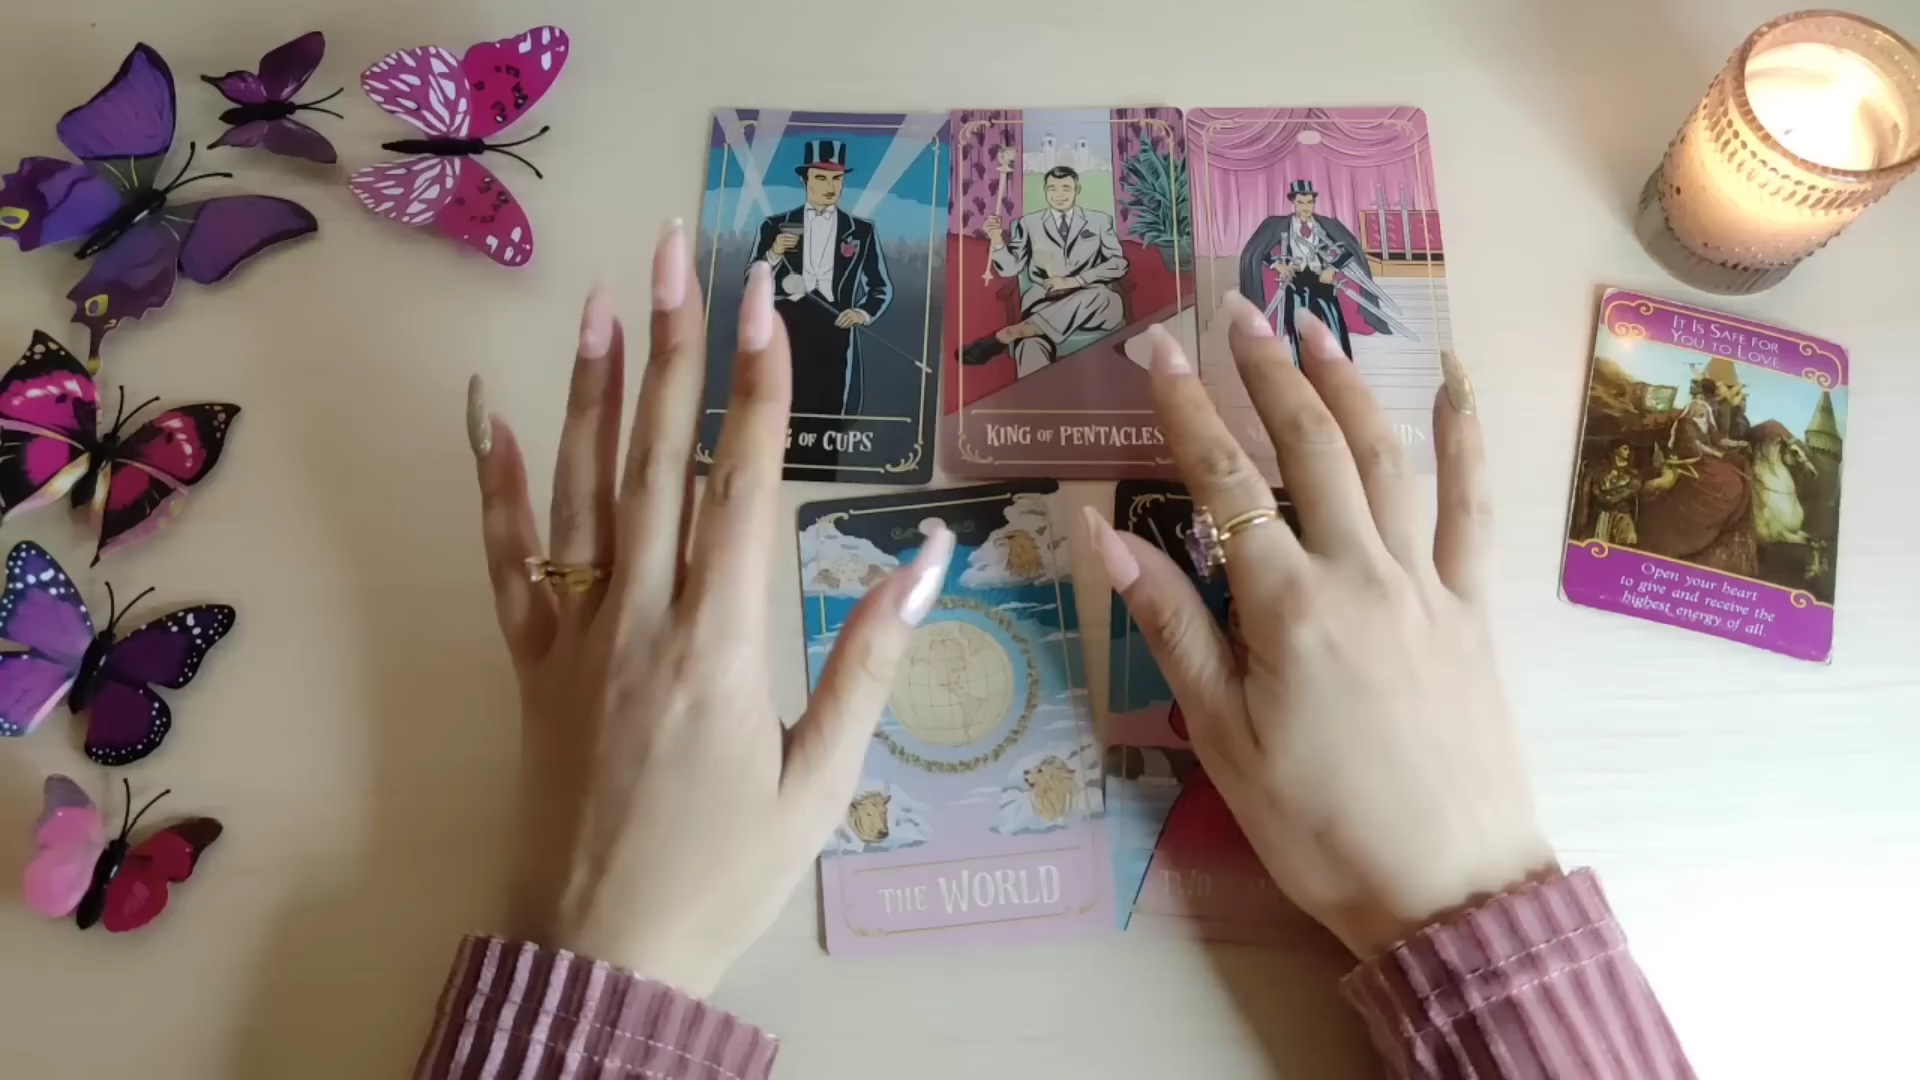 OF CUPS
KING OF PENTACLES
THE WORLD
TWO
IT IS SAFE FOR
YOU TO LOVE
Open your heart
to give and receive the
highest energy of all.